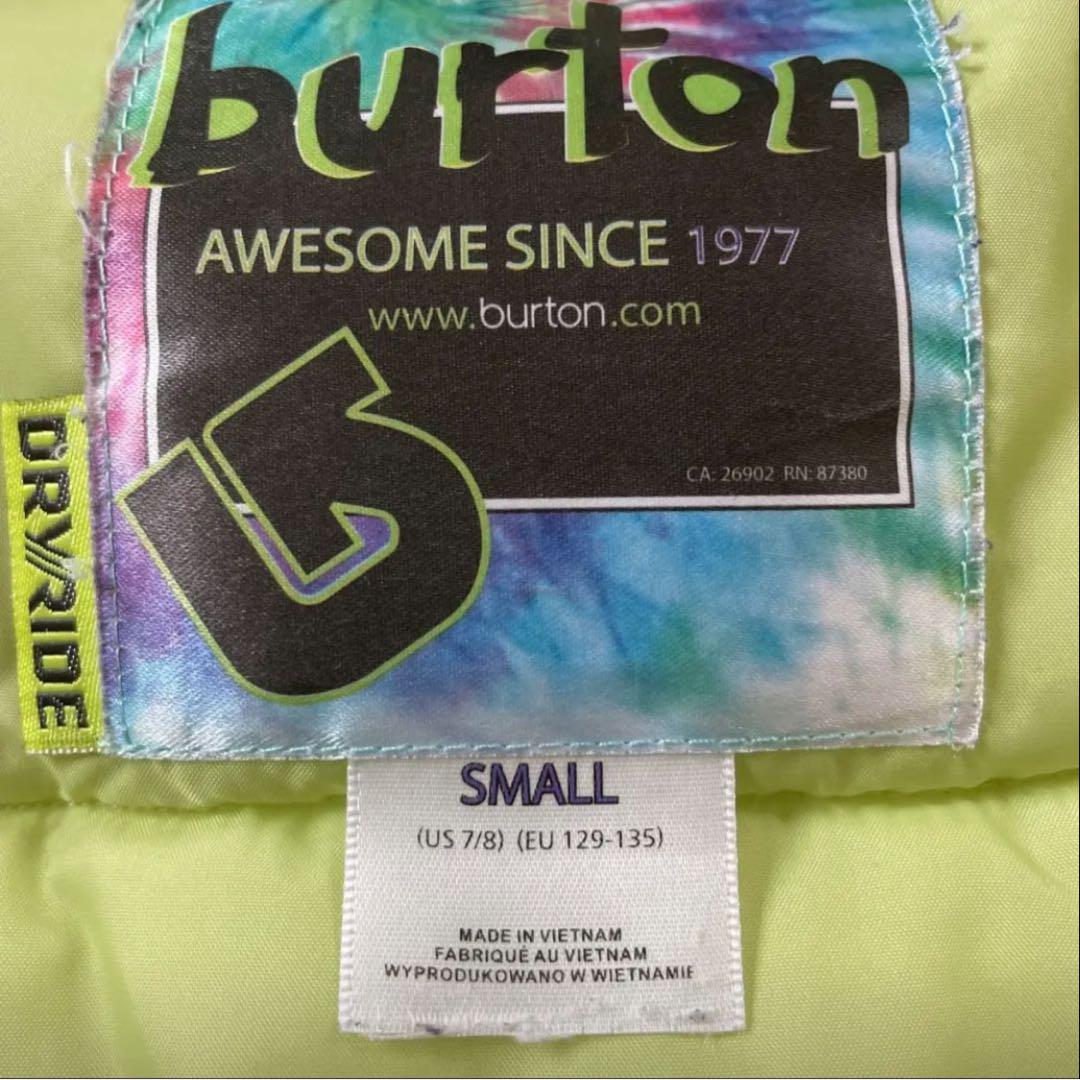 burton
AWESOME SINCE 1977
www.burton.com
CA: 26902 RN: 87380
DRYRIDE
SMALL
(US 7/8) (EU 129-135)
MADE IN VIETNAM
FABRIQUÉ AU VIETNAM
WYPRODUKOWANO W WIETNAMIE